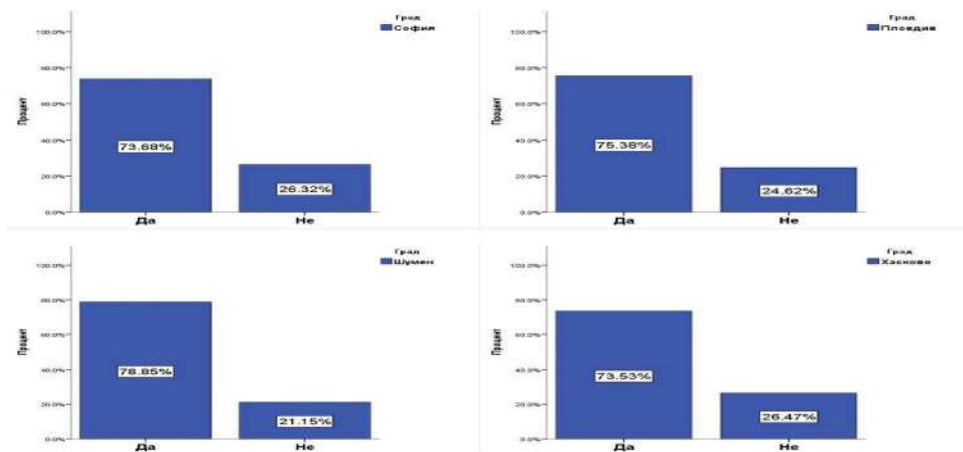 Град
София
Процент
100.0%
80.0%
60.0%
40.0%
20.0%
0.0%
73.68%
26.32%
Да
Не
Град
Пловдив
Процент
100.0%
80.0%
60.0%
40.0%
20.0%
0.0%
75.38%
24.62%
Да
Не
Град
Шумен
Процент
100.0%
80.0%
60.0%
40.0%
20.0%
0.0%
78.85%
21.15%
Да
Не
Град
Хасково
Процент
100.0%
80.0%
60.0%
40.0%
20.0%
0.0%
73.53%
26.47%
Да
Не